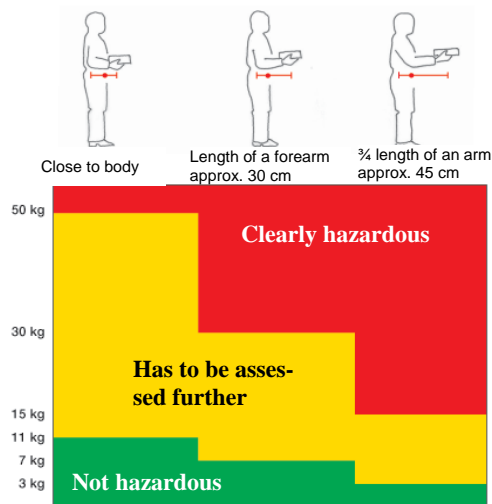 Close to body
Length of a forearm
approx. 30 cm
¾ length of an arm
approx. 45 cm
50 kg
Clearly hazardous
30 kg
Has to be asses-
sed further
15 kg
11 kg
7 kg
3 kg
Not hazardous